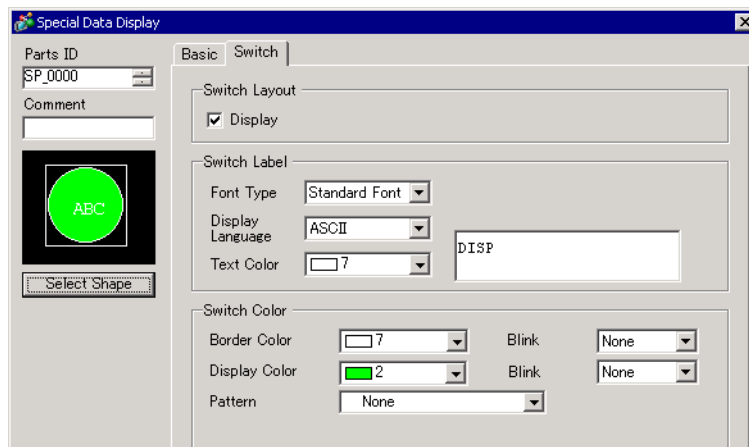 Special Data Display
Parts ID
SP_0000
Comment
ABC
Select Shape
Basic Switch
Switch Layout
Display
Switch Label
Font Type Standard Font
Display Language ASCII
Text Color 7
DISP
Switch Color
Border Color 7 Blink None
Display Color 2 Blink None
Pattern None